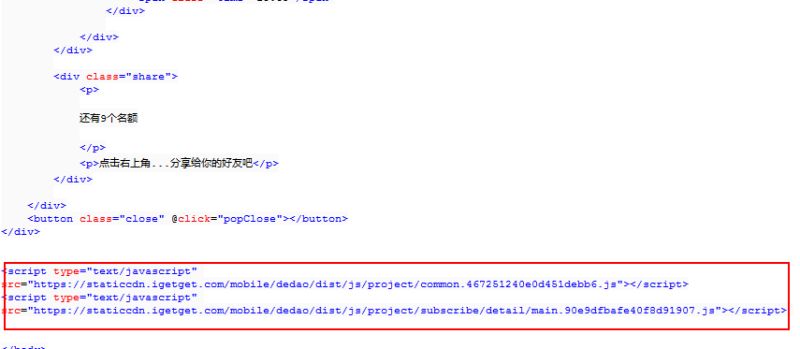 </div>
</div>
</div>
<div class="share">
<p>
还有9个名额
</p>
<p>点击右上角...分享给你的好友吧</p>
</div>
</div>
<button class="close" @click="popClose"></button>
</div>
<script type="text/javascript"
src="https://staticcdn.igetget.com/mobile/dedao/dist/js/project/common.467251240e0d451debb6.js"></script>
<script type="text/javascript"
src="https://staticcdn.igetget.com/mobile/dedao/dist/js/project/subscribe/detail/main.90e9dfbafe40f8d91907.js"></script>